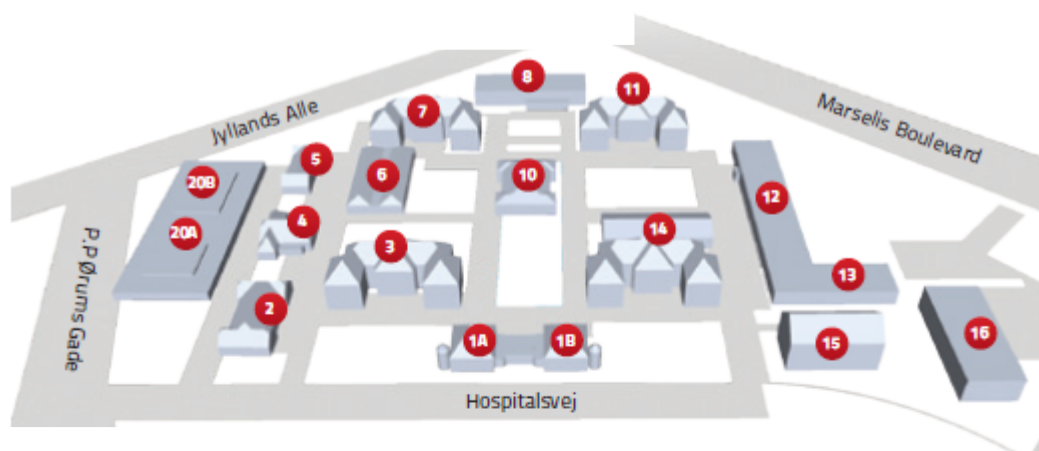 8
11
7
Jyllands Alle
Marselis Boulevard
5
6
10
20B
12
4
20A
14
3
P.P Ørums Gade
13
2
1A
1B
15
16
Hospitalsvej